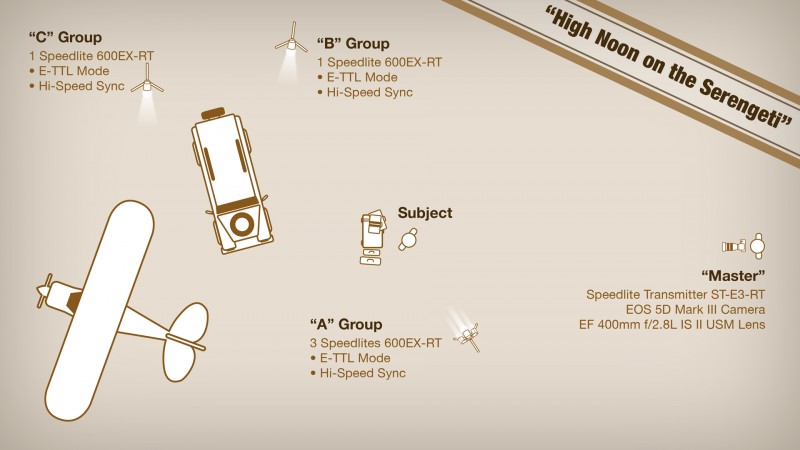 “High Noon on the Serengeti”
“C” Group
1 Speedlite 600EX-RT
• E-TTL Mode
• Hi-Speed Sync
“B” Group
1 Speedlite 600EX-RT
• E-TTL Mode
• Hi-Speed Sync
Subject
“Master”
Speedlite Transmitter ST-E3-RT
EOS 5D Mark III Camera
EF 400mm f/2.8L IS II USM Lens
“A” Group
3 Speedlites 600EX-RT
• E-TTL Mode
• Hi-Speed Sync